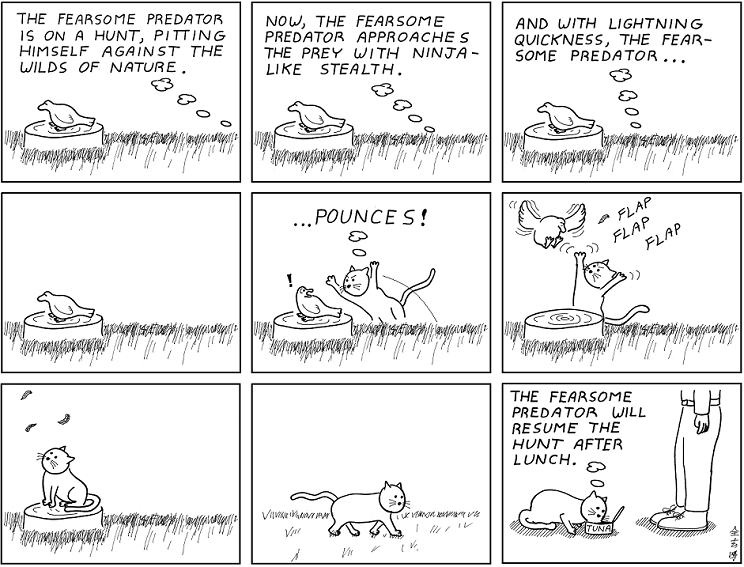 THE FEARSOME PREDATOR
IS ON A HUNT, PITTING
HIMSELF AGAINST THE
WILDS OF NATURE.
NOW, THE FEARSOME
PREDATOR APPROACHES
THE PREY WITH NINJA-
LIKE STEALTH.
AND WITH LIGHTNING
QUICKNESS, THE FEAR-
SOME PREDATOR...
...POUNCES!
!
FLAP
FLAP
FLAP
THE FEARSOME
PREDATOR WILL
RESUME THE
HUNT AFTER
LUNCH.
TUNA